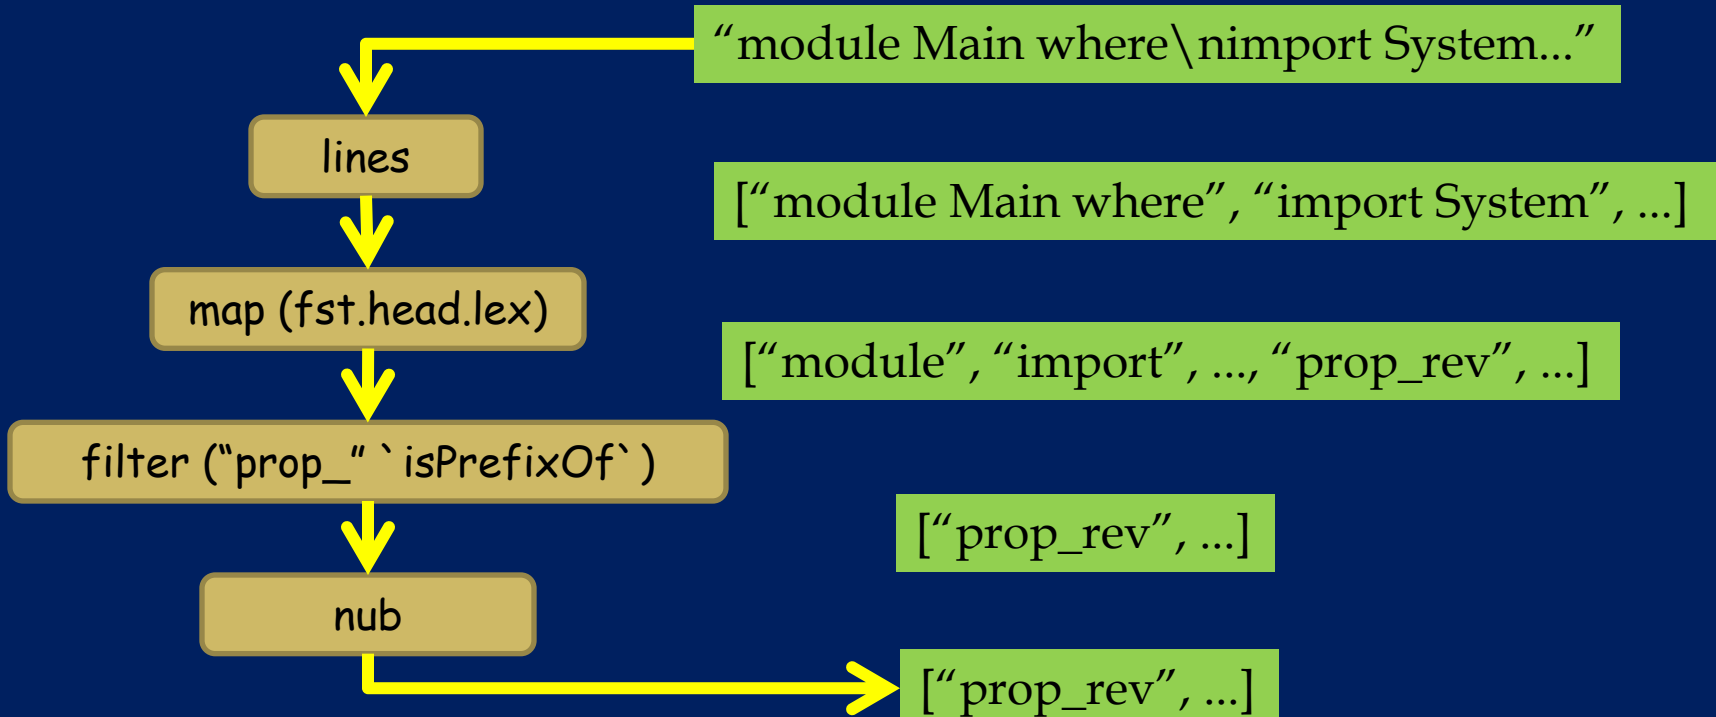 “module Main where\nimport System...”
lines
[“module Main where”, “import System”, ...]
map (fst.head.lex)
[“module”, “import”, ..., “prop_rev”, ...]
filter (“prop_” `isPrefixOf`)
[“prop_rev”, ...]
nub
[“prop_rev”, ...]